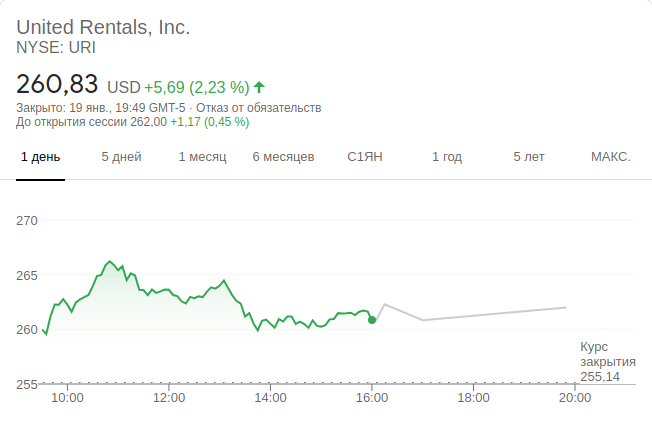 United Rentals, Inc.
NYSE: URI
260,83 USD +5,69 (2,23 %)
Закрыто: 19 янв., 19:49 GMT-5 · Отказ от обязательств
До открытия сессии 262,00 +1,17 (0,45 %)
1 день 5 дней 1 месяц 6 месяцев С1ЯН 1 год 5 лет МАКС.
270
265
260
Курс
закрытия
255,14
255
10:00 12:00 14:00 16:00 18:00 20:00